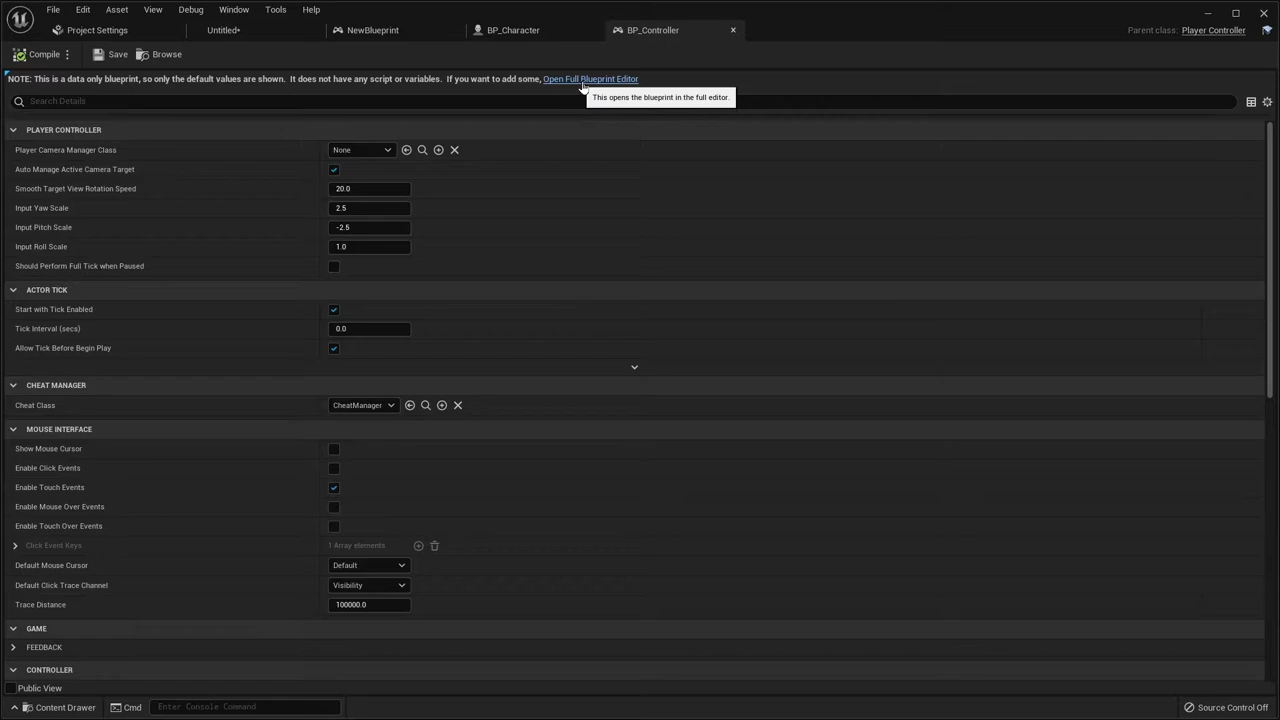 File Edit Asset View Debug Window Tools Help
Project Settings Untitled+ NewBlueprint BP_Character BP_Controller Parent class: Player Controller
Compile Save Browse
NOTE: This is a data only blueprint, so only the default values are shown. It does not have any script or variables. If you want to add some, Open Full Blueprint Editor
This opens the blueprint in the full editor.
Search Details
PLAYER CONTROLLER
Player Camera Manager Class None
Auto Manage Active Camera Target
Smooth Target View Rotation Speed 20.0
Input Yaw Scale 2.5
Input Pitch Scale -2.5
Input Roll Scale 1.0
Should Perform Full Tick when Paused
ACTOR TICK
Start with Tick Enabled
Tick Interval (secs) 0.0
Allow Tick Before Begin Play
CHEAT MANAGER
Cheat Class CheatManager
MOUSE INTERFACE
Show Mouse Cursor
Enable Click Events
Enable Touch Events
Enable Mouse Over Events
Enable Touch Over Events
Click Event Keys 1 Array elements
Default Mouse Cursor Default
Default Click Trace Channel Visibility
Trace Distance 100000.0
GAME
FEEDBACK
CONTROLLER
Public View
Content Drawer Cmd Enter Console Command Source Control Off